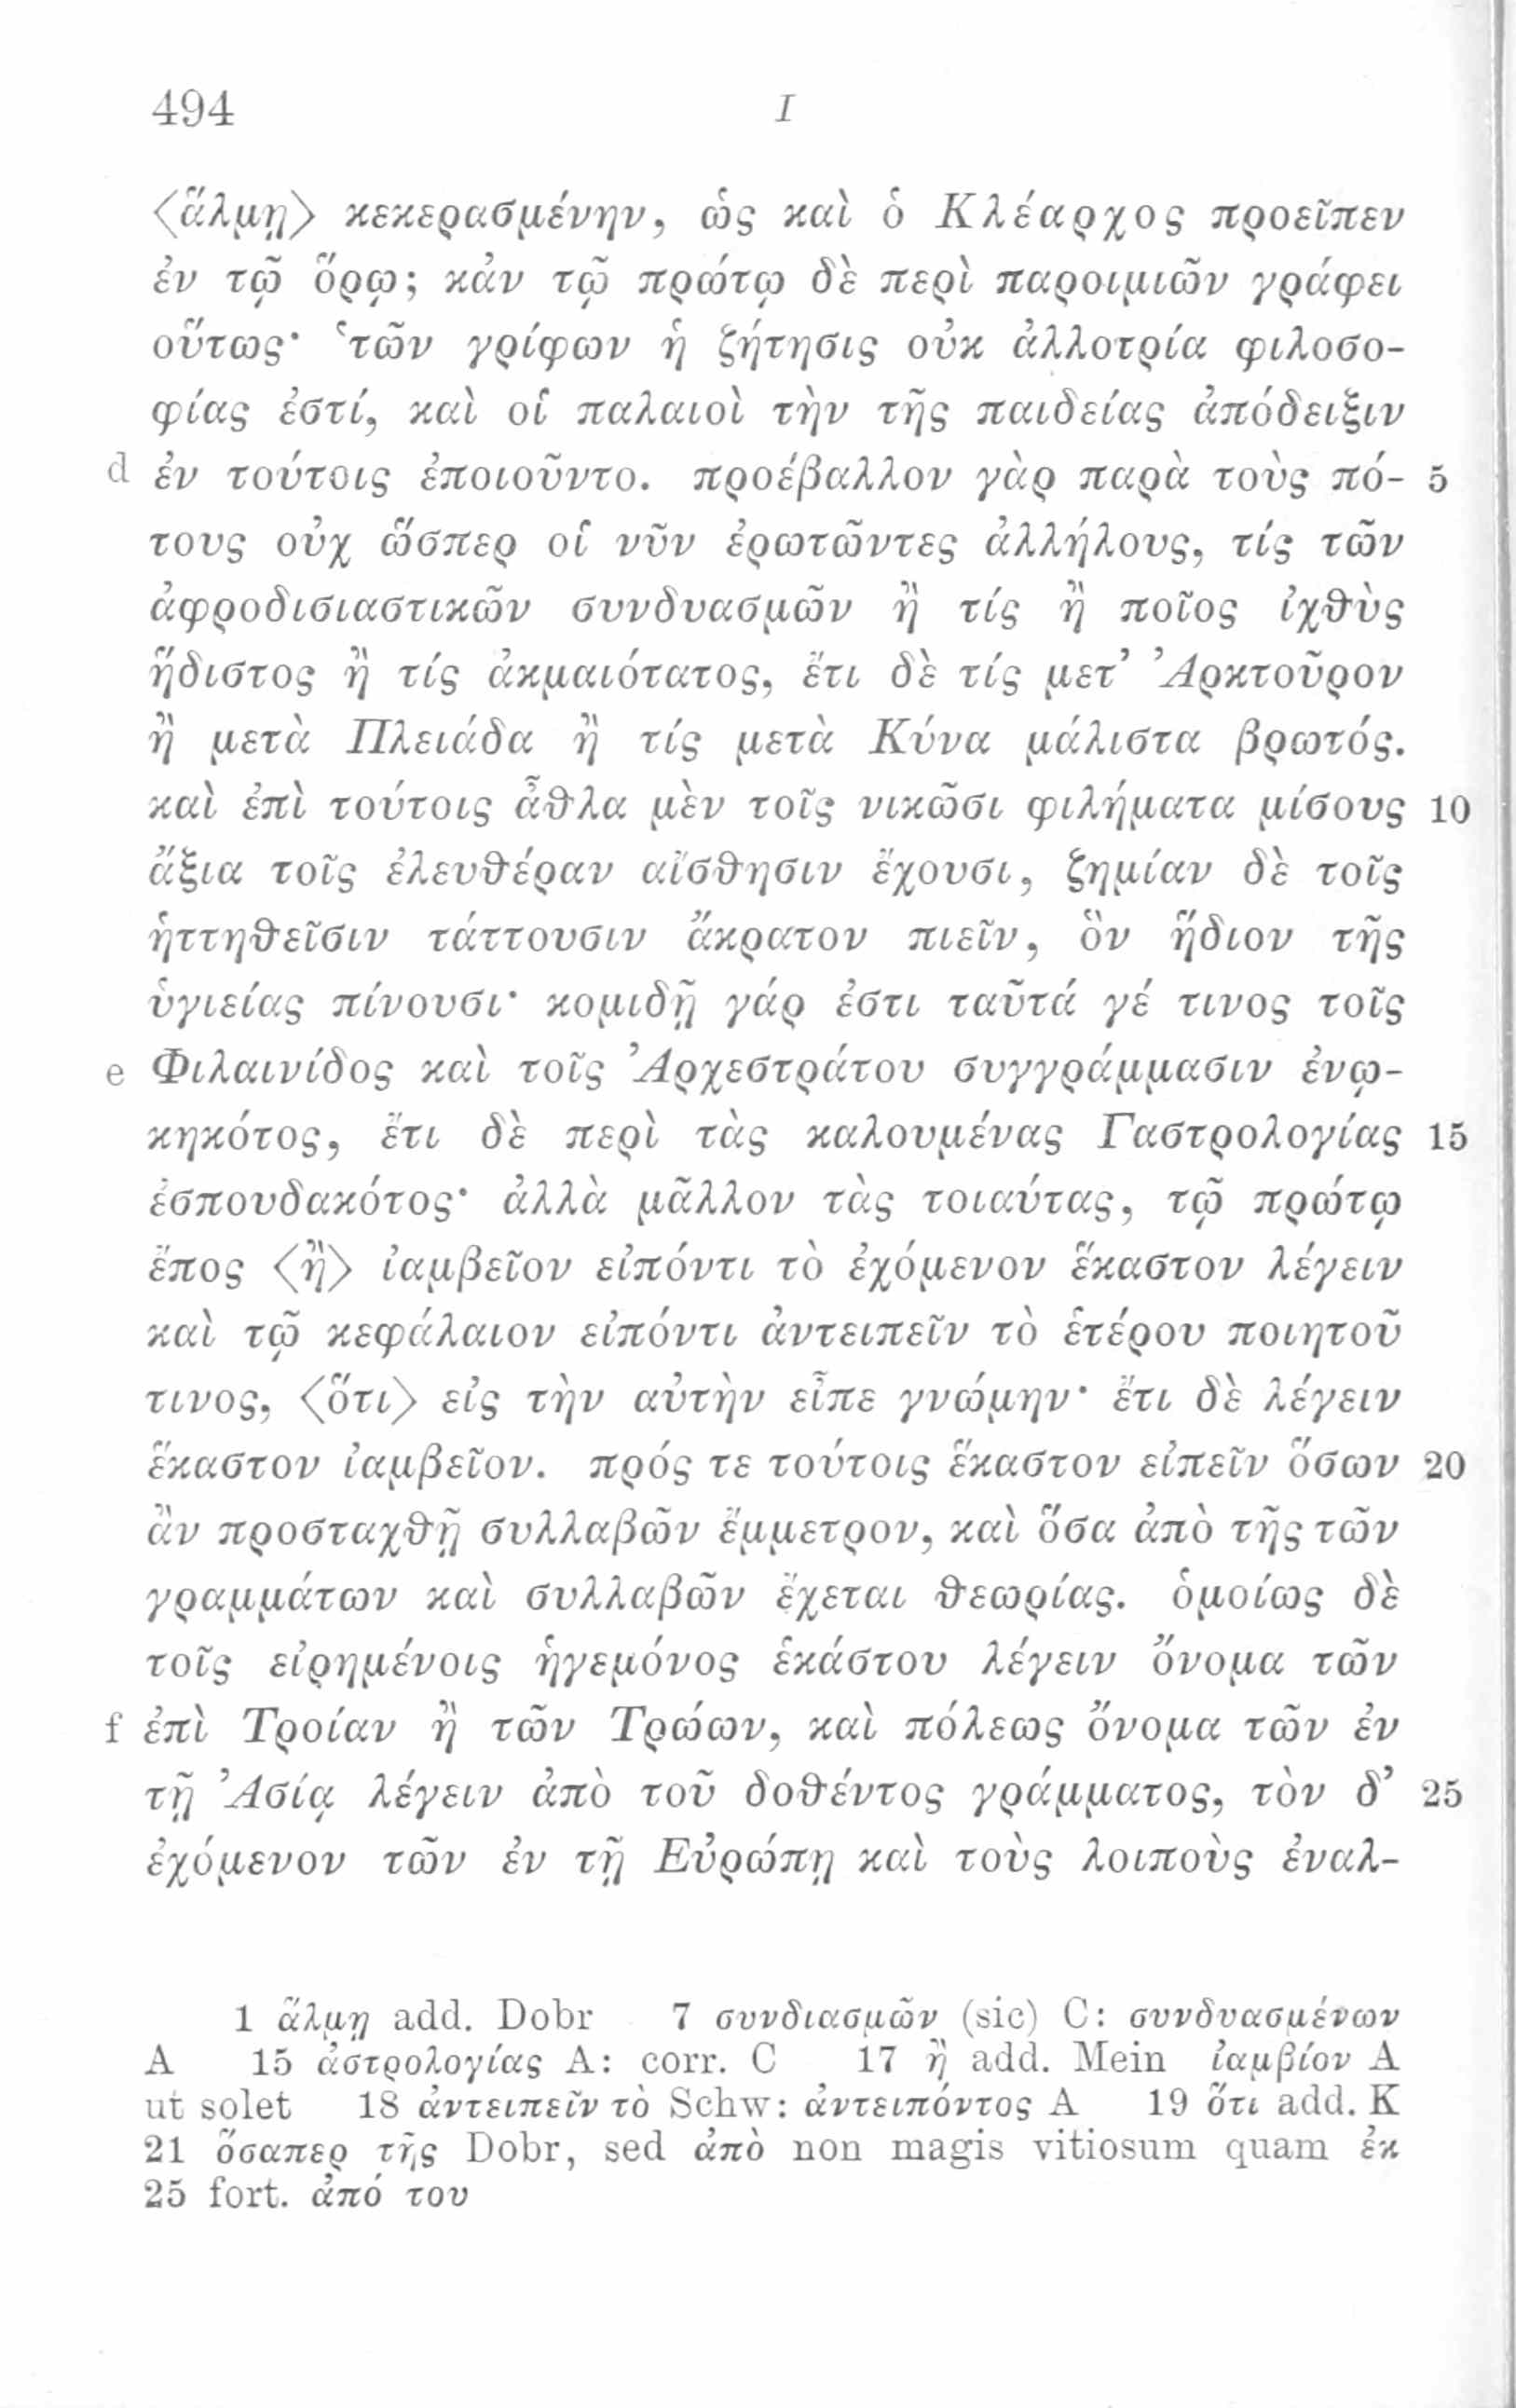 494 I
〈ἅλμῃ〉 κεκερασμένην, ὡς καὶ ὁ Κλέαρχος προεῖπεν
ἐν τῷ ὅρῳ; κἀν τῷ πρώτῳ δὲ περὶ παροιμιῶν γράφει
οὕτως· ‘τῶν γρίφων ἡ ζήτησις οὐκ ἀλλοτρία φιλοσο-
φίας ἐστί, καὶ οἱ παλαιοὶ τὴν τῆς παιδείας ἀπόδειξιν
d ἐν τούτοις ἐποιοῦντο. προέβαλλον γὰρ παρὰ τοὺς πό- 5
τους οὐχ ὥσπερ οἱ νῦν ἐρωτῶντες ἀλλήλους, τίς τῶν
ἀφροδισιαστικῶν συνδυασμῶν ἢ τίς ἢ ποῖος ἰχθὺς
ἥδιστος ἢ τίς ἀκμαιότατος, ἔτι δὲ τίς μετ’ Ἀρκτοῦρον
ἢ μετὰ Πλειάδα ἢ τίς μετὰ Κύνα μάλιστα βρωτός.
καὶ ἐπὶ τούτοις ἆθλα μὲν τοῖς νικῶσι φιλήματα μίσους 10
ἄξια τοῖς ἐλευθέραν αἴσθησιν ἔχουσι, ζημίαν δὲ τοῖς
ἡττηθεῖσιν τάττουσιν ἄκρατον πιεῖν, ὃν ἥδιον τῆς
ὑγιείας πίνουσι· κομιδῇ γάρ ἐστι ταῦτά γέ τινος τοῖς
e Φιλαινίδος καὶ τοῖς Ἀρχεστράτου συγγράμμασιν ἐνῳ-
κηκότος, ἔτι δὲ περὶ τὰς καλουμένας Γαστρολογίας 15
ἐσπουδακότος· ἀλλὰ μᾶλλον τὰς τοιαύτας, τῷ πρώτῳ
ἔπος 〈ἢ〉 ἰαμβεῖον εἰπόντι τὸ ἐχόμενον ἕκαστον λέγειν
καὶ τῷ κεφάλαιον εἰπόντι ἀντειπεῖν τὸ ἑτέρου ποιητοῦ
τινος, 〈ὅτι〉 εἰς τὴν αὐτὴν εἶπε γνώμην· ἔτι δὲ λέγειν
ἕκαστον ἰαμβεῖον. πρός τε τούτοις ἕκαστον εἰπεῖν ὅσων 20
ἂν προσταχθῇ συλλαβῶν ἔμμετρον, καὶ ὅσα ἀπὸ τῆς τῶν
γραμμάτων καὶ συλλαβῶν ἔχεται θεωρίας. ὁμοίως δὲ
τοῖς εἰρημένοις ἡγεμόνος ἑκάστου λέγειν ὄνομα τῶν
f ἐπὶ Τροίαν ἢ τῶν Τρώων, καὶ πόλεως ὄνομα τῶν ἐν
τῇ Ἀσίᾳ λέγειν ἀπὸ τοῦ δοθέντος γράμματος, τὸν δ’ 25
ἐχόμενον τῶν ἐν τῇ Εὐρώπῃ καὶ τοὺς λοιποὺς ἐναλ-
1 ἅλμῃ add. Dobr 7 συνδιασμῶν (sic) C: συνδυασμένων
A 15 ἀστρολογίας A: corr. C 17 ἢ add. Mein ἰαμβίον A
ut solet 18 ἀντειπεῖν τὸ Schw: ἀντειπόντος A 19 ὅτι add. K
21 ὅσαπερ τῆς Dobr, sed ἀπὸ non magis vitiosum quam ἐκ
25 fort. ἀπό του